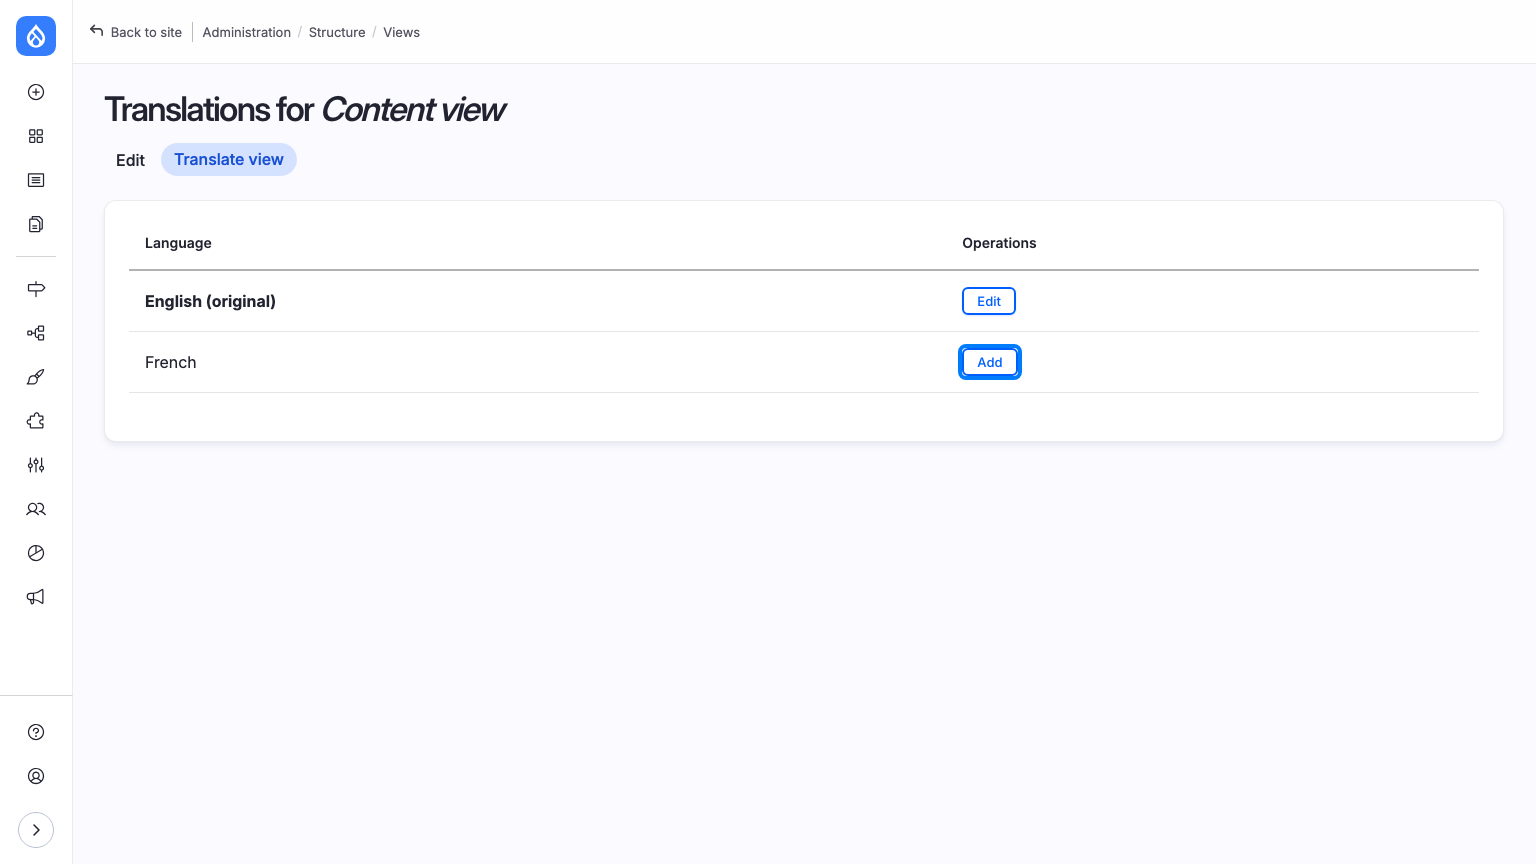 Back to site
Administration / Structure / Views
Translations for Content view
Edit
Translate view
Language
Operations
English (original)
Edit
French
Add